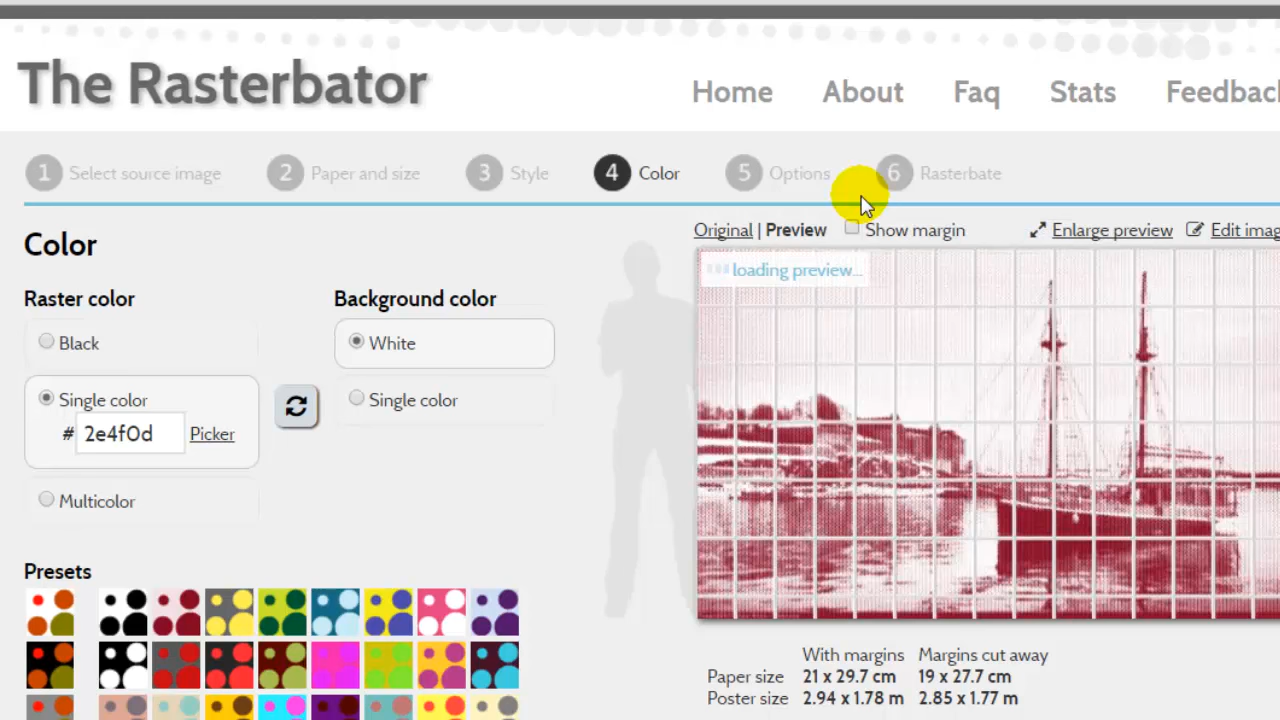 The Rasterbator
Home About Faq Stats Feedback
1 Select source image 2 Paper and size 3 Style 4 Color 5 Options 6 Rasterbate
Original | Preview Show margin Enlarge preview Edit imag
Color
loading preview...
Raster color Background color
Black White
Single color Single color
# 2e4f0d Picker
Multicolor
Presets
With margins Margins cut away
Paper size 21 x 29.7 cm 19 x 27.7 cm
Poster size 2.94 x 1.78 m 2.85 x 1.77 m